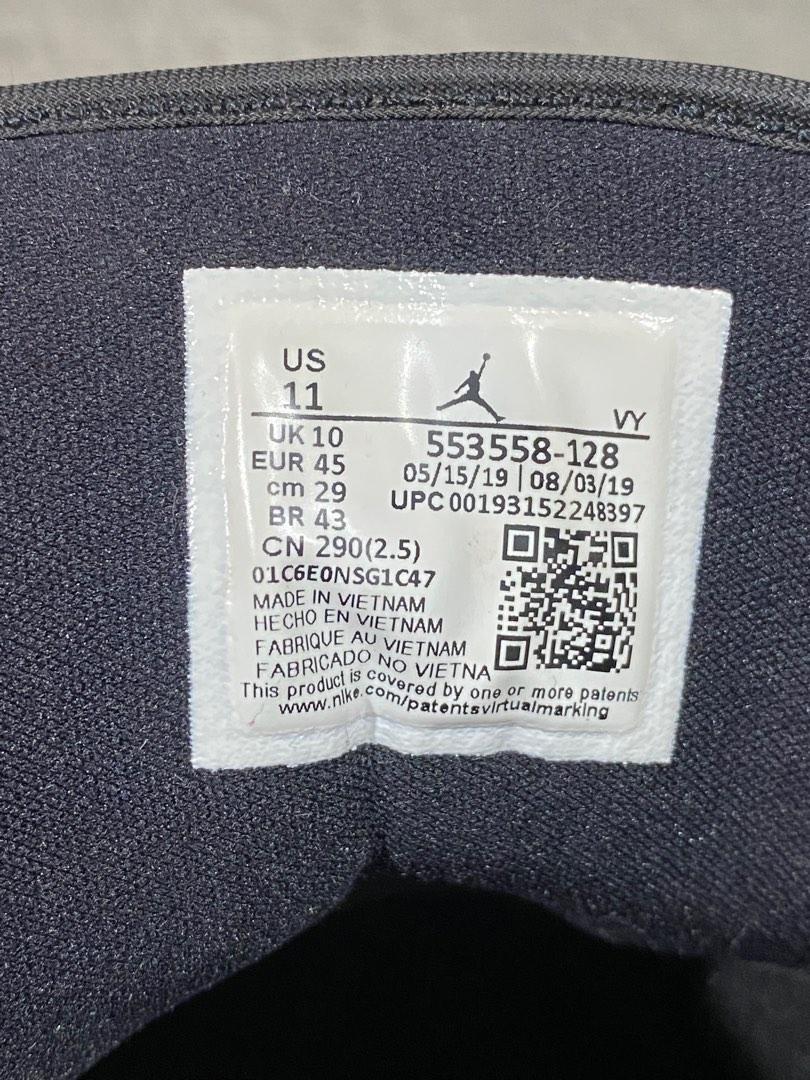 US
11
VY
UK 10
EUR 45
cm 29
BR 43
CN 290(2.5)
553558-128
05/15/19 | 08/03/19
UPC 00193152248397
01C6E0NSG1C47
MADE IN VIETNAM
HECHO EN VIETNAM
FABRIQUE AU VIETNAM
FABRICADO NO VIETNA
This product is covered by one or more patents
www.nike.com/patentsvirtualmarking